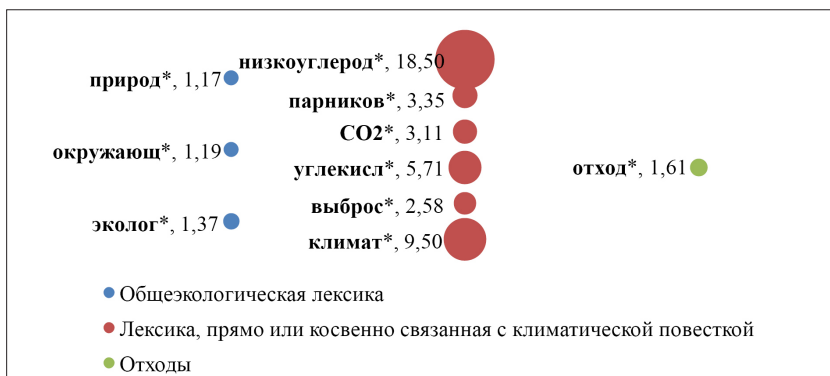 природ*, 1,17
окружающ*, 1,19
эколог*, 1,37
низкоуглерод*, 18,50
парников*, 3,35
CO2*, 3,11
углекисл*, 5,71
выброс*, 2,58
климат*, 9,50
отход*, 1,61
Общеэкологическая лексика
Лексика, прямо или косвенно связанная с климатической повесткой
Отходы